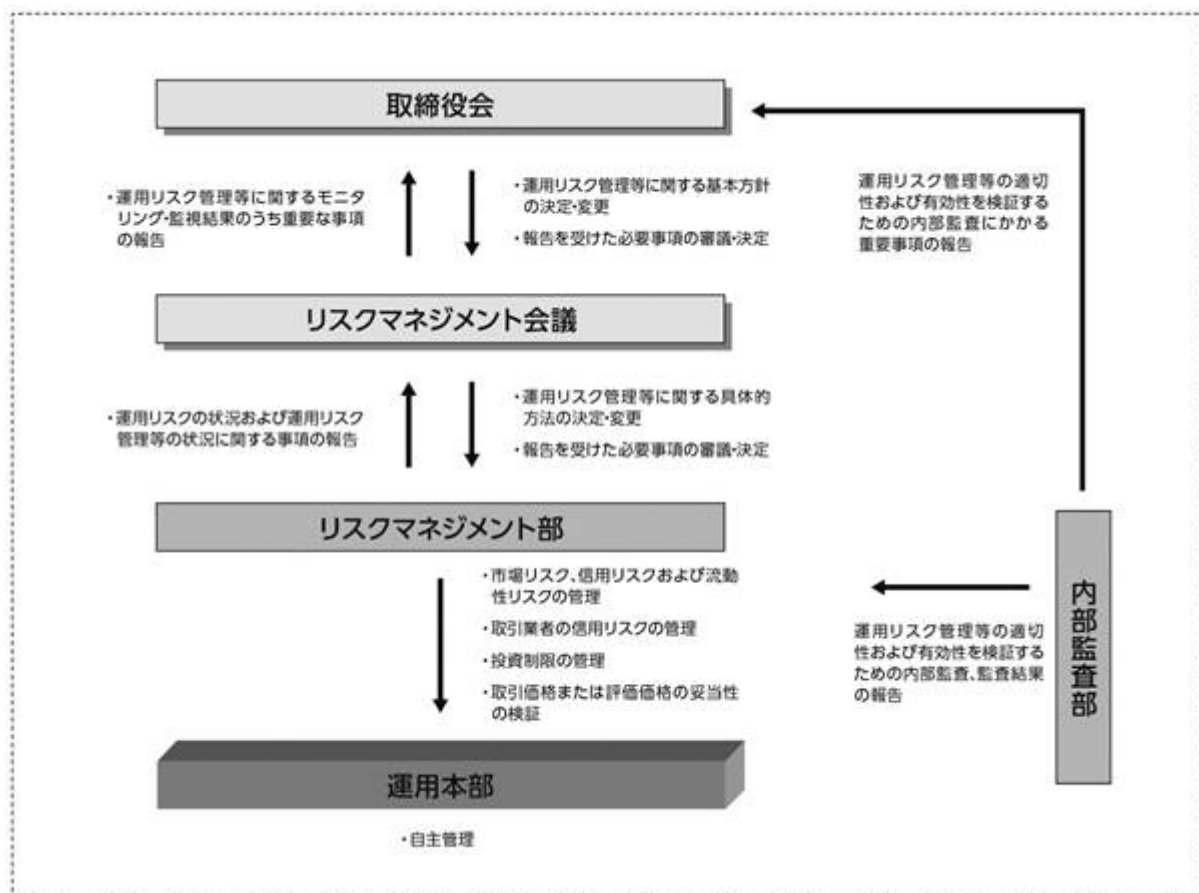 取締役会
・運用リスク管理等に関するモニタ
リング・監視結果のうち重要な事項
の報告
・運用リスク管理等に関する基本方針
の決定・変更
・報告を受けた必要事項の審議・決定
運用リスク管理等の適切
性および有効性を検証する
ための内部監査にかかる
重要事項の報告
リスクマネジメント会議
・運用リスクの状況および運用リスク
管理等の状況に関する事項の報告
・運用リスク管理等に関する具体的
方法の決定・変更
・報告を受けた必要事項の審議・決定
リスクマネジメント部
・市場リスク、信用リスクおよび流動
性リスクの管理
・取引業者の信用リスクの管理
・投資制限の管理
・取引価格または評価価格の妥当性
の検証
運用リスク管理等の適切
性および有効性を検証する
ための内部監査、監査結果
の報告
内部監査部
運用本部
・自主管理